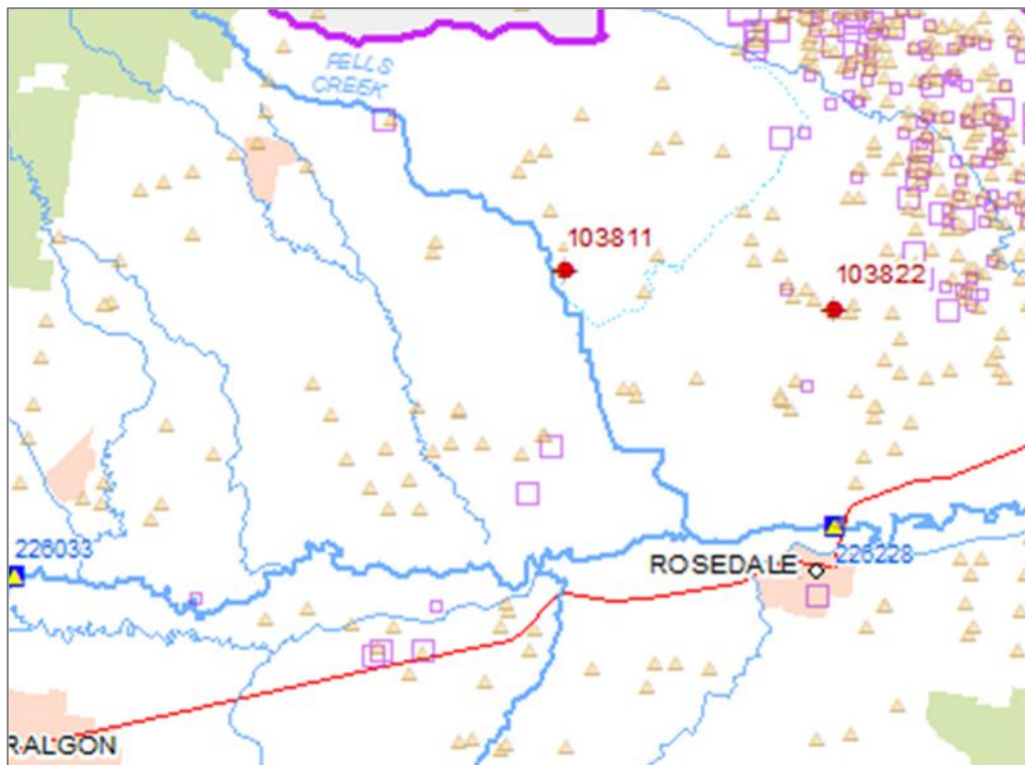 FELLS
CREEK
103811
103822
226033
226228
ROSEDALE
RALGON